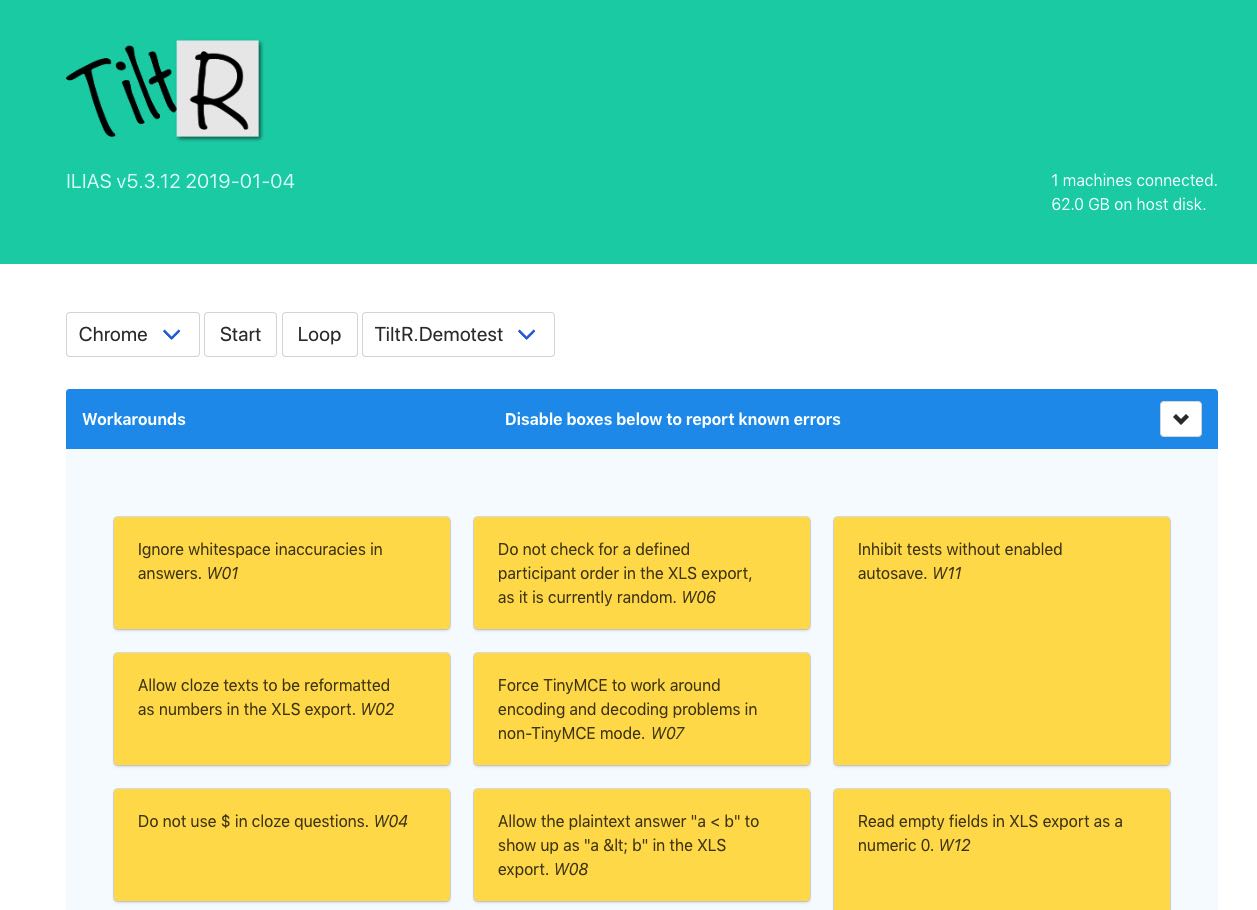 TiltR
ILIAS v5.3.12 2019-01-04
1 machines connected.
62.0 GB on host disk.
Chrome
Start
Loop
TiltR.Demotest
Workarounds
Disable boxes below to report known errors
Ignore whitespace inaccuracies in
answers. W01
Do not check for a defined
participant order in the XLS export,
as it is currently random. W06
Inhibit tests without enabled
autosave. W11
Allow cloze texts to be reformatted
as numbers in the XLS export. W02
Force TinyMCE to work around
encoding and decoding problems in
non-TinyMCE mode. W07
Do not use $ in cloze questions. W04
Allow the plaintext answer "a < b" to
show up as "a &lt; b" in the XLS
export. W08
Read empty fields in XLS export as a
numeric 0. W12